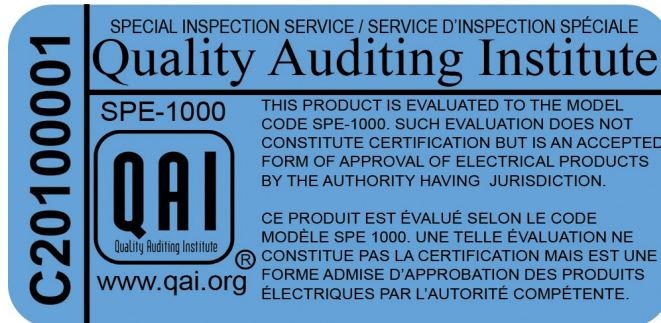 C20100001
SPECIAL INSPECTION SERVICE / SERVICE D'INSPECTION SPÉCIALE
Quality Auditing Institute
SPE-1000
QAI
Quality Auditing Institute
®
www.qai.org
THIS PRODUCT IS EVALUATED TO THE MODEL
CODE SPE-1000. SUCH EVALUATION DOES NOT
CONSTITUTE CERTIFICATION BUT IS AN ACCEPTED
FORM OF APPROVAL OF ELECTRICAL PRODUCTS
BY THE AUTHORITY HAVING JURISDICTION.
CE PRODUIT EST ÉVALUÉ SELON LE CODE
MODÈLE SPE 1000. UNE TELLE ÉVALUATION NE
CONSTITUE PAS LA CERTIFICATION MAIS EST UNE
FORME ADMISE D'APPROBATION DES PRODUITS
ÉLECTRIQUES PAR L'AUTORITÉ COMPÉTENTE.